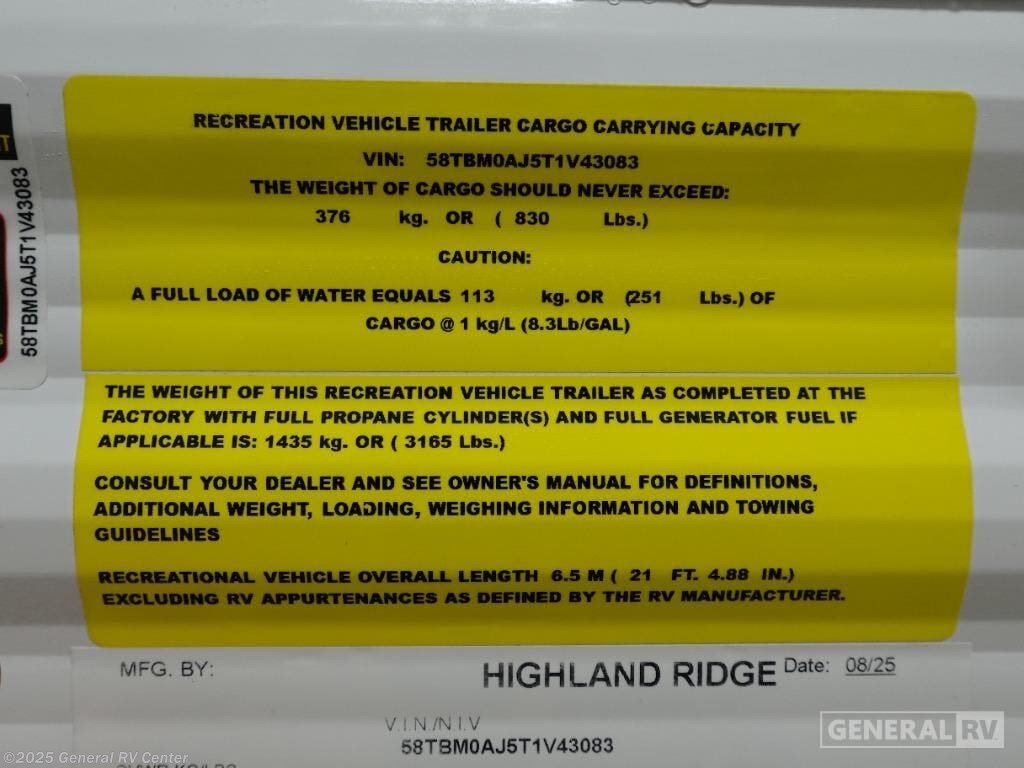 RECREATION VEHICLE TRAILER CARGO CARRYING CAPACITY
VIN: 58TBM0AJ5T1V43083
THE WEIGHT OF CARGO SHOULD NEVER EXCEED:
376 kg. OR ( 830 Lbs.)
CAUTION:
A FULL LOAD OF WATER EQUALS 113 kg. OR (251 Lbs.) OF
CARGO @ 1 kg/L (8.3Lb/GAL)
THE WEIGHT OF THIS RECREATION VEHICLE TRAILER AS COMPLETED AT THE
FACTORY WITH FULL PROPANE CYLINDER(S) AND FULL GENERATOR FUEL IF
APPLICABLE IS: 1435 kg. OR ( 3165 Lbs.)
CONSULT YOUR DEALER AND SEE OWNER'S MANUAL FOR DEFINITIONS,
ADDITIONAL WEIGHT, LOADING, WEIGHING INFORMATION AND TOWING
GUIDELINES
RECREATIONAL VEHICLE OVERALL LENGTH 6.5 M ( 21 FT. 4.88 IN.)
EXCLUDING RV APPURTENANCES AS DEFINED BY THE RV MANUFACTURER.
58TBM0AJ5T1V43083
MFG. BY: HIGHLAND RIDGE Date: 08/25
V.I.N./N.I.V
58TBM0AJ5T1V43083
GENERAL RV
©2025 General RV Center